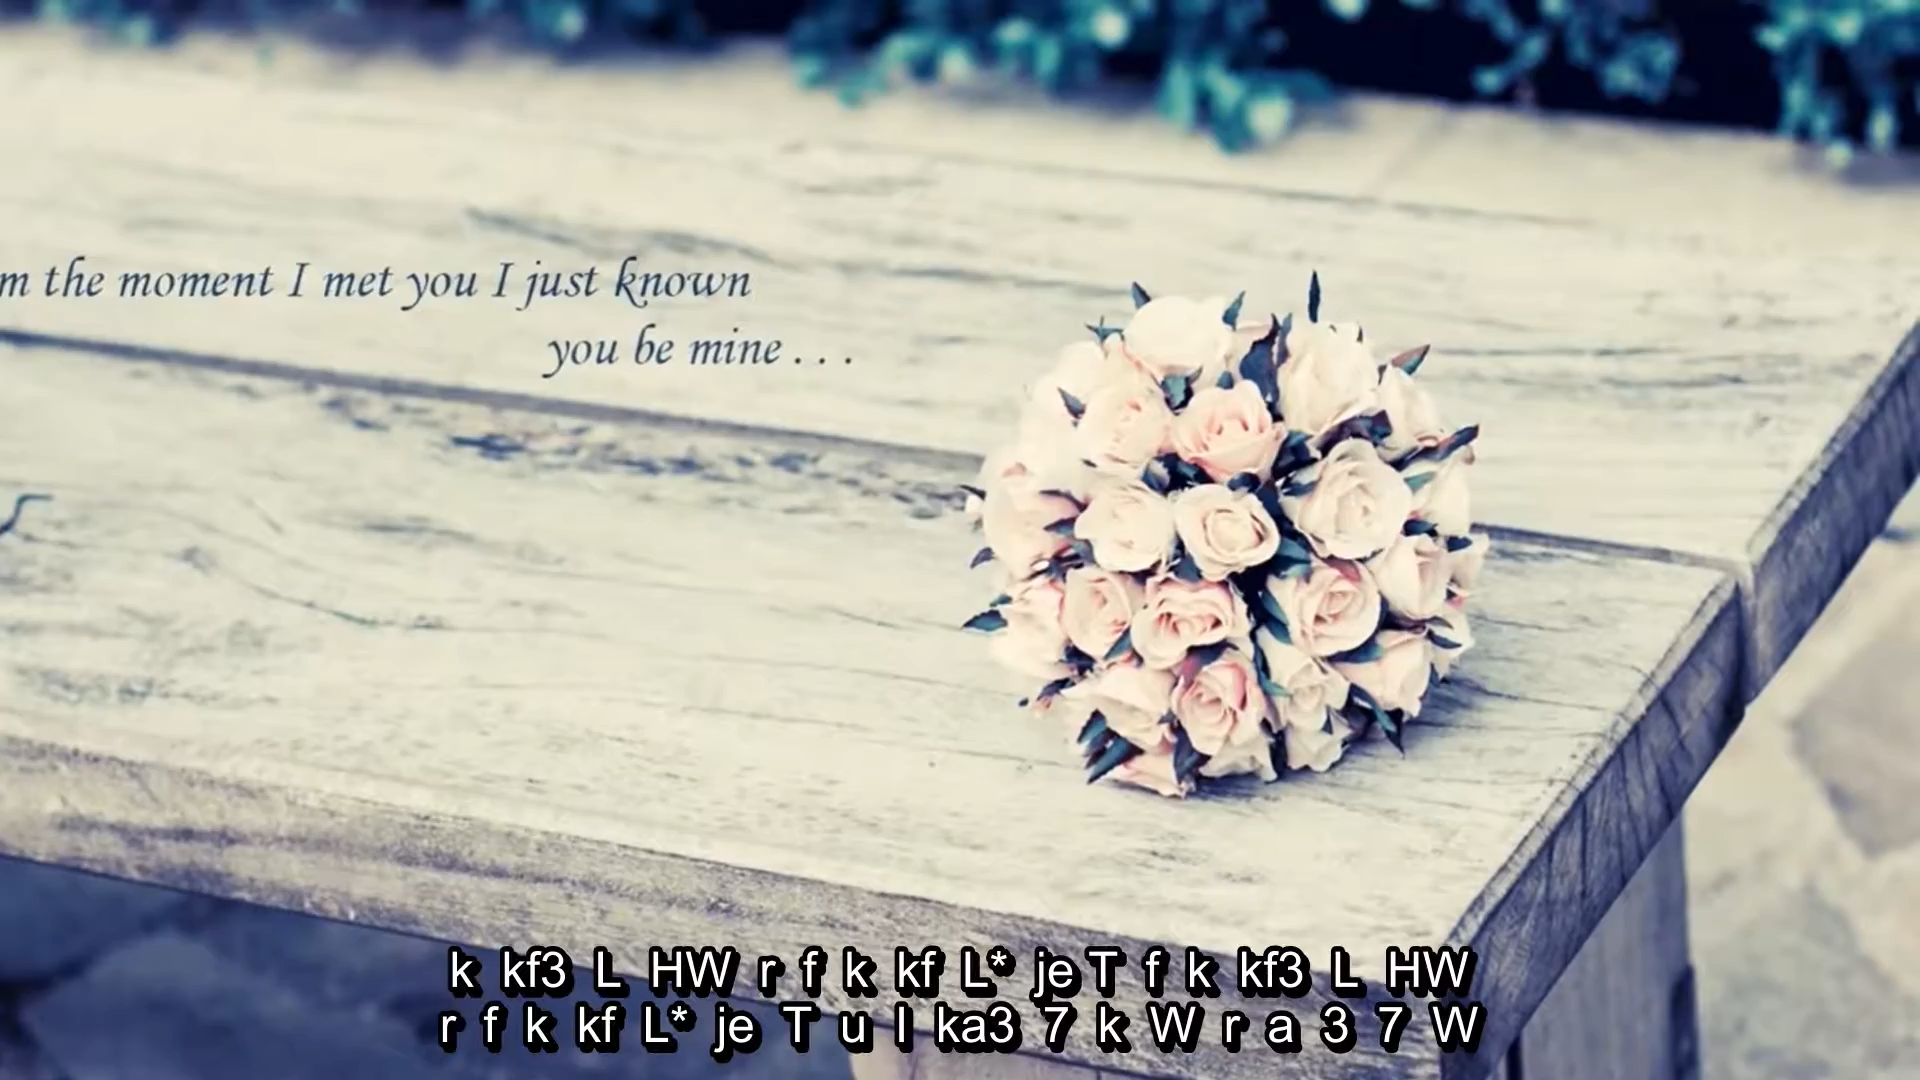 m the moment I met you I just known
you be mine . . .
k kf3 L HW r f k kf L* je T f k kf3 L HW
r f k kf L* je T u l ka3 7 k W r a 3 7 W